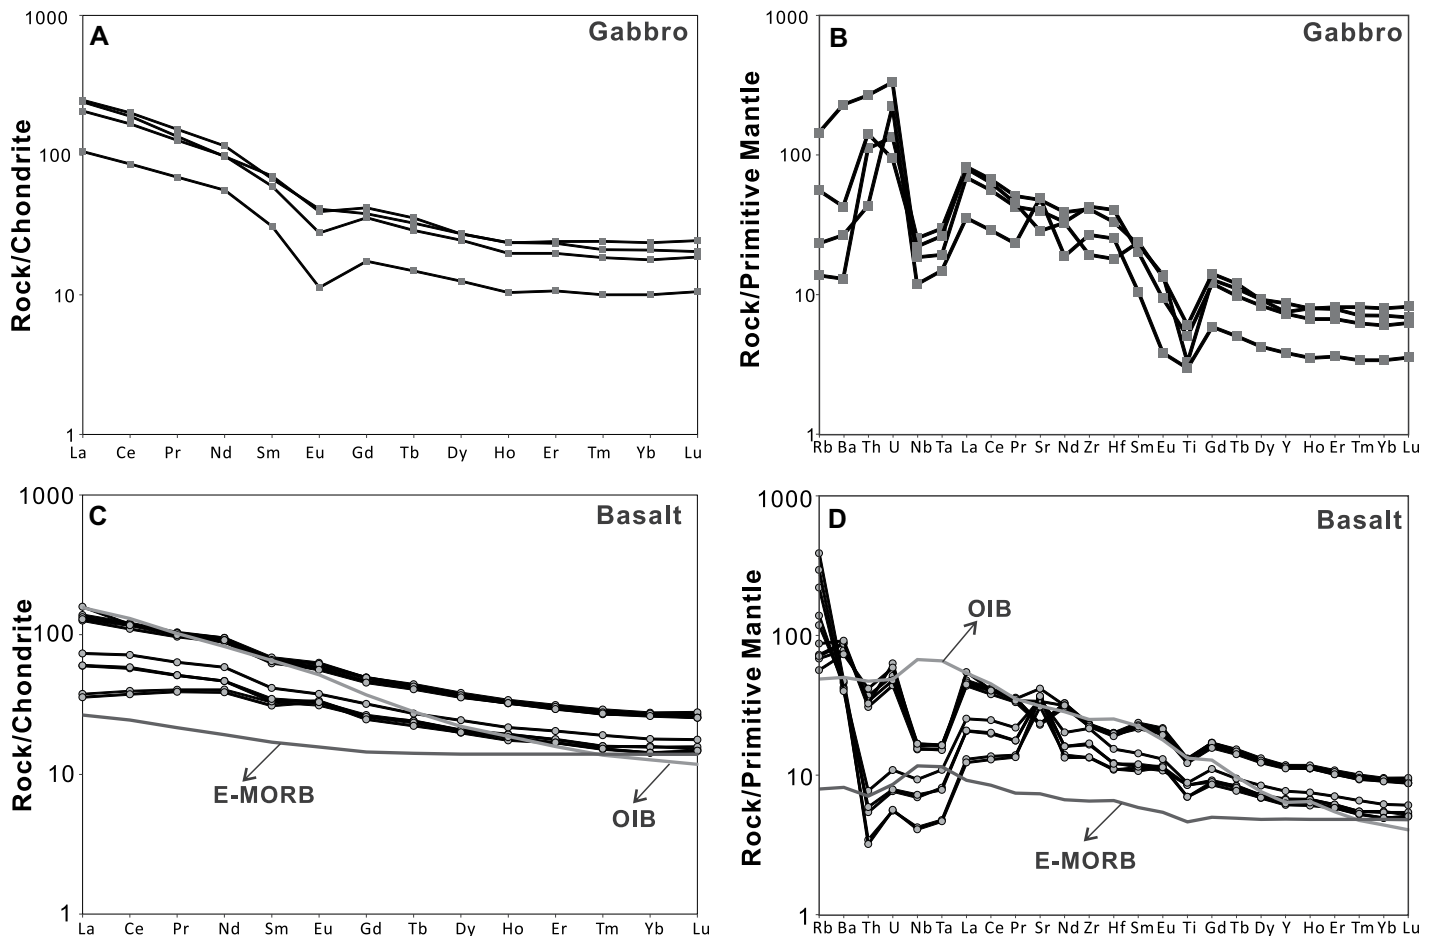 A
Gabbro
Rock/Chondrite
1000
100
10
1
La Ce Pr Nd Sm Eu Gd Tb Dy Ho Er Tm Yb Lu
B
Gabbro
Rock/Primitive Mantle
1000
100
10
1
Rb Ba Th U Nb Ta La Ce Pr Sr Nd Zr Hf Sm Eu Ti Gd Tb Dy Y Ho Er Tm Yb Lu
C
Basalt
Rock/Chondrite
1000
100
10
1
E-MORB
OIB
La Ce Pr Nd Sm Eu Gd Tb Dy Ho Er Tm Yb Lu
D
Basalt
Rock/Primitive Mantle
1000
100
10
1
OIB
E-MORB
Rb Ba Th U Nb Ta La Ce Pr Sr Nd Zr Hf Sm Eu Ti Gd Tb Dy Y Ho Er Tm Yb Lu